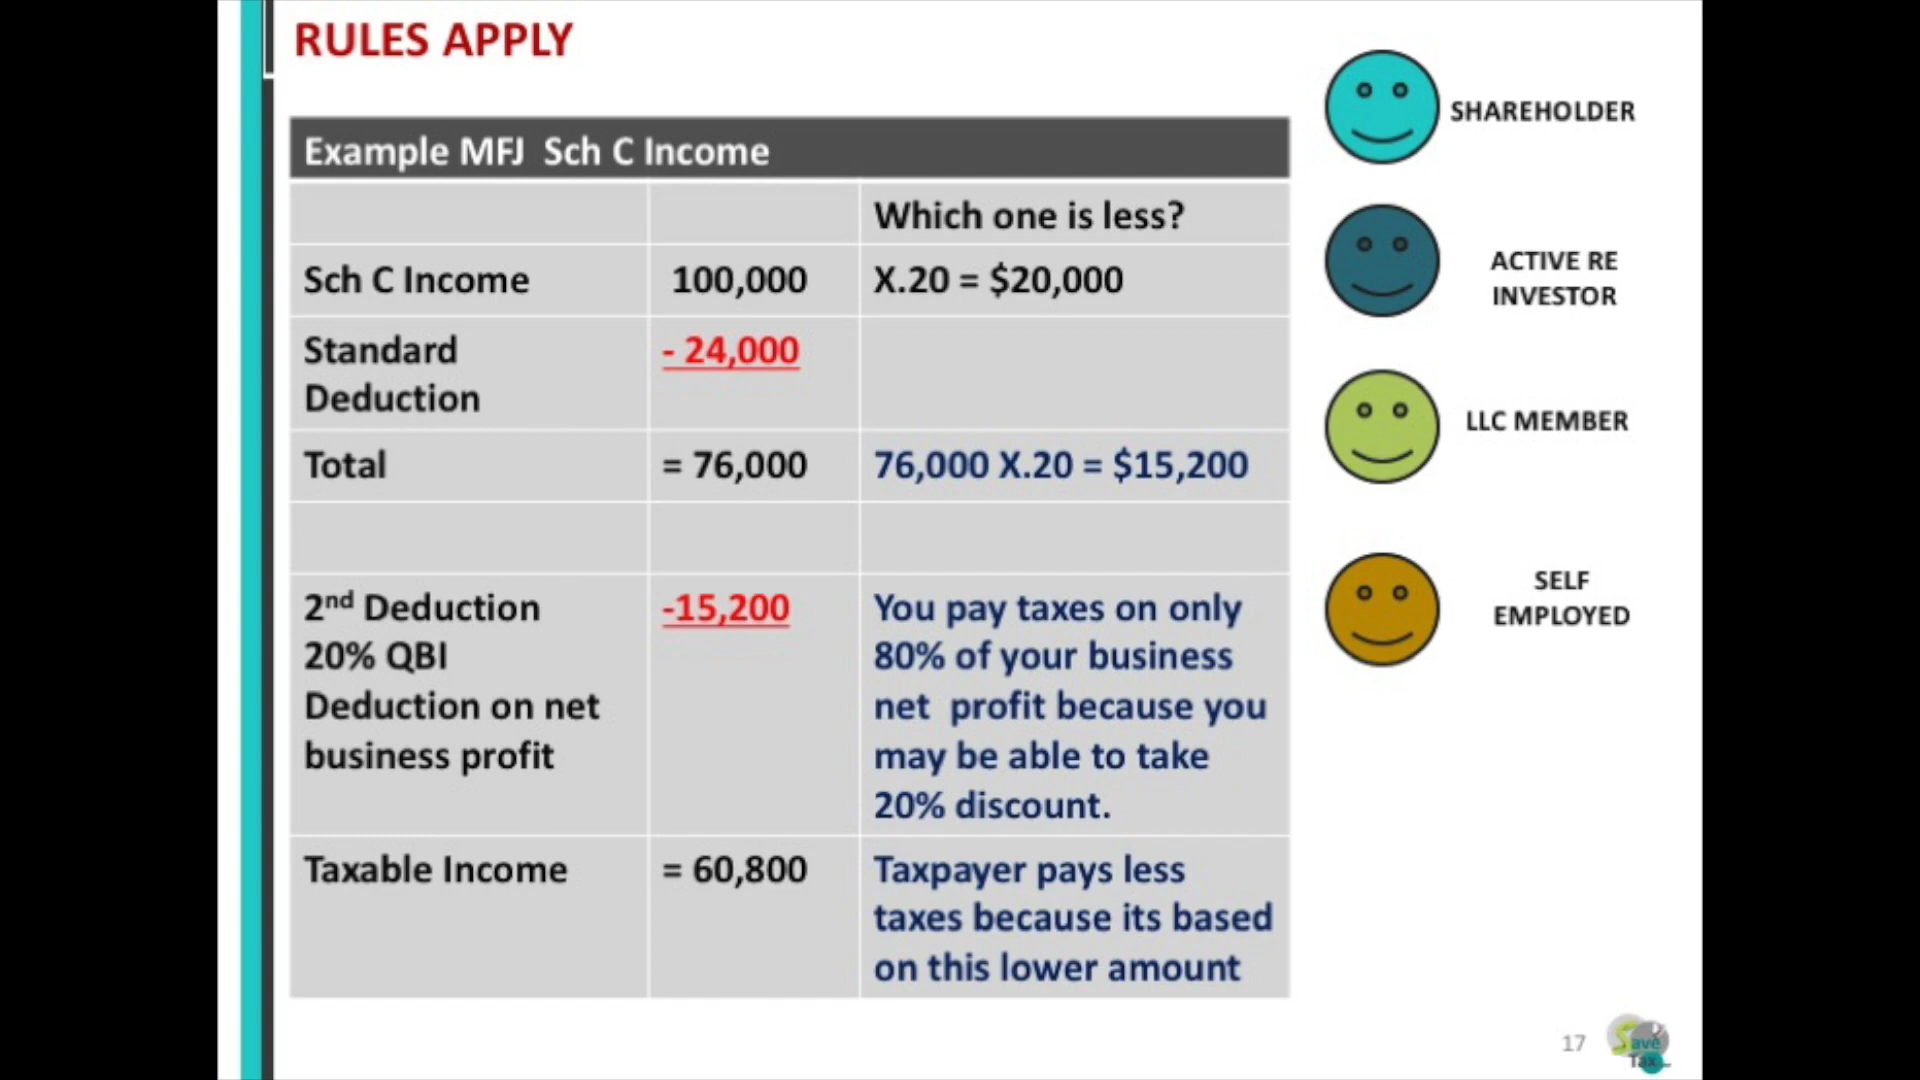 RULES APPLY
Example MFJ  Sch C Income
Which one is less?
Sch C Income 100,000 X.20 = $20,000
Standard - 24,000
Deduction
Total = 76,000 76,000 X.20 = $15,200
2nd Deduction -15,200 You pay taxes on only
20% QBI 80% of your business
Deduction on net net  profit because you
business profit may be able to take
20% discount.
Taxable Income = 60,800 Taxpayer pays less
taxes because its based
on this lower amount
SHAREHOLDER
ACTIVE RE
INVESTOR
LLC MEMBER
SELF
EMPLOYED
17
Save
Tax